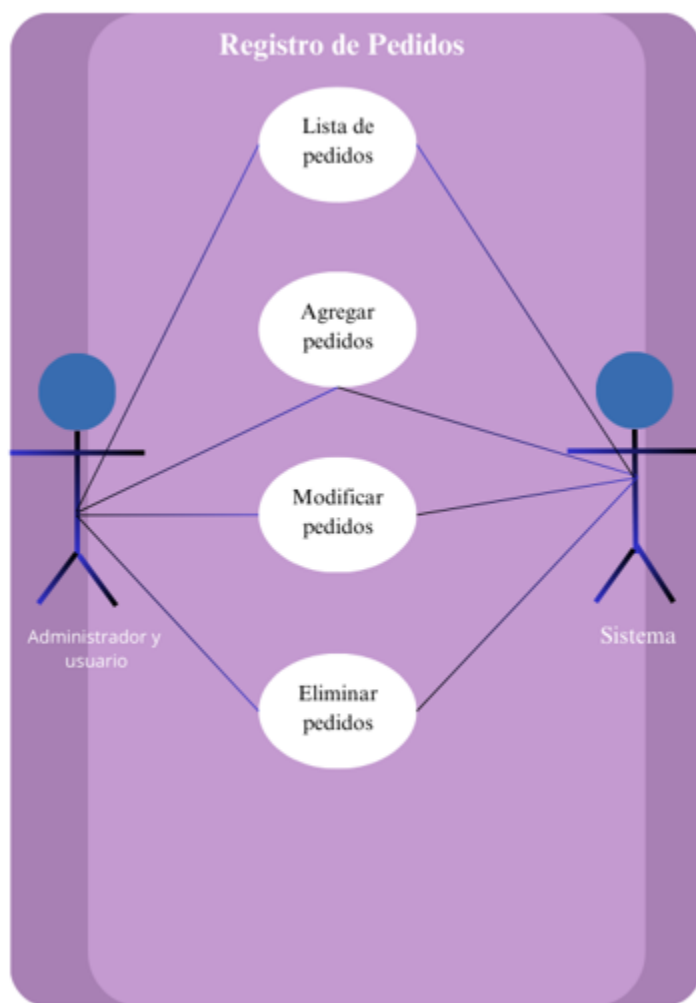 Registro de Pedidos
Lista de
pedidos
Agregar
pedidos
Modificar
pedidos
Administrador y
usuario
Sistema
Eliminar
pedidos